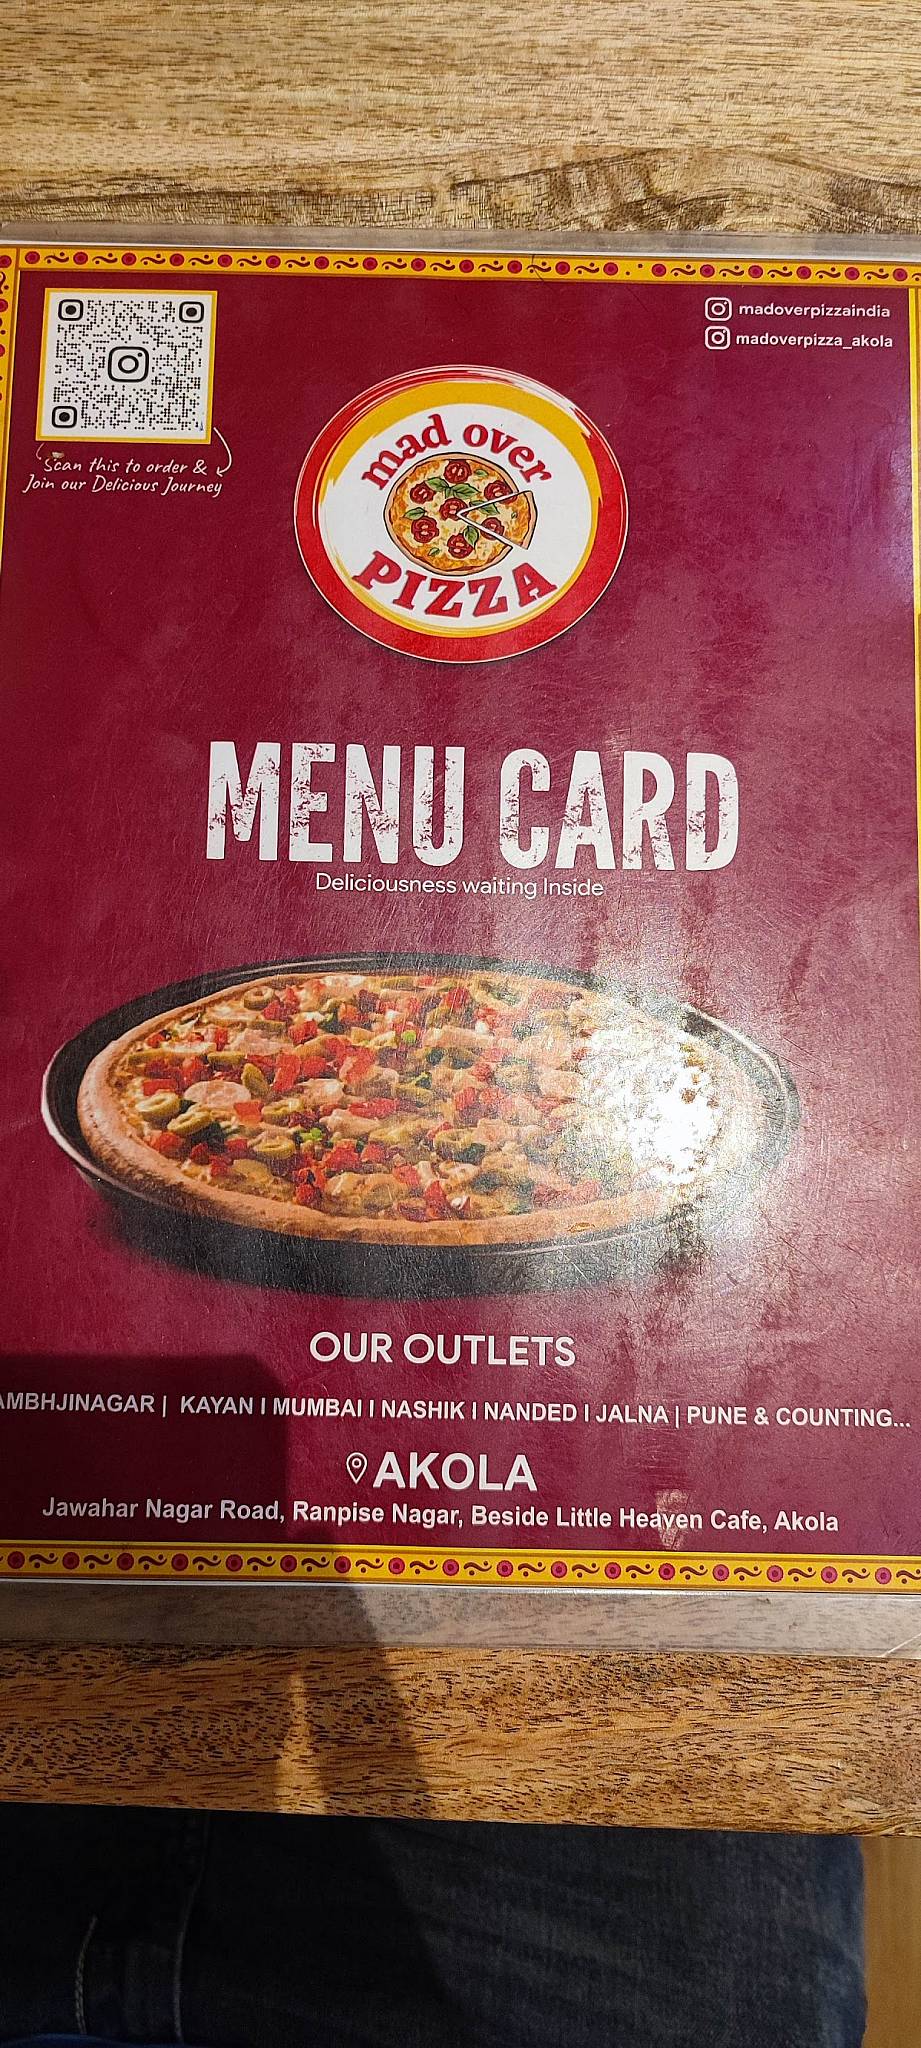 madoverpizzaindia
madoverpizza_akola
Scan this to order &
Join our Delicious Journey
mad over
PIZZA
MENU CARD
Deliciousness waiting Inside
OUR OUTLETS
AMBHJINAGAR | KAYAN I MUMBAI I NASHIK I NANDED I JALNA | PUNE & COUNTING...
AKOLA
Jawahar Nagar Road, Ranpise Nagar, Beside Little Heaven Cafe, Akola